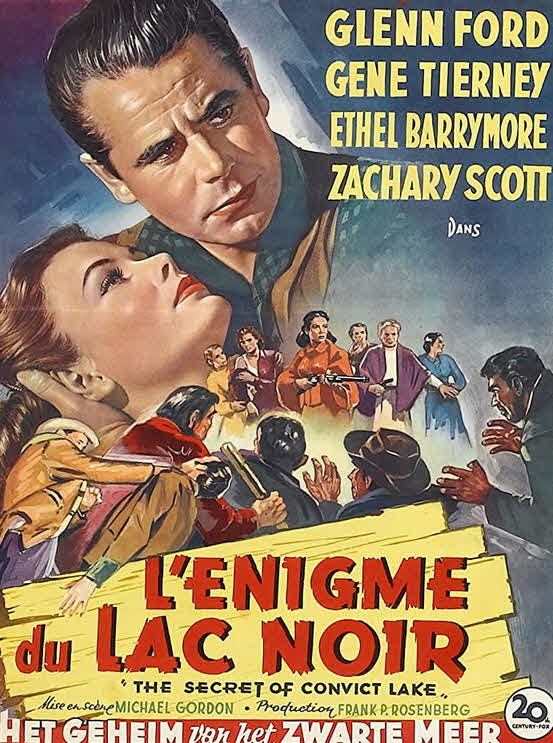 GLENN FORD
GENE TIERNEY
ETHEL BARRYMORE
ZACHARY SCOTT
DANS
L'ENIGME
du LAC NOIR
"THE SECRET OF CONVICT LAKE"
Mise en scène MICHAEL GORDON • Production FRANK P. ROSENBERG
20
CENTURY-FOX
HET GEHEIM van het ZWARTE MEER